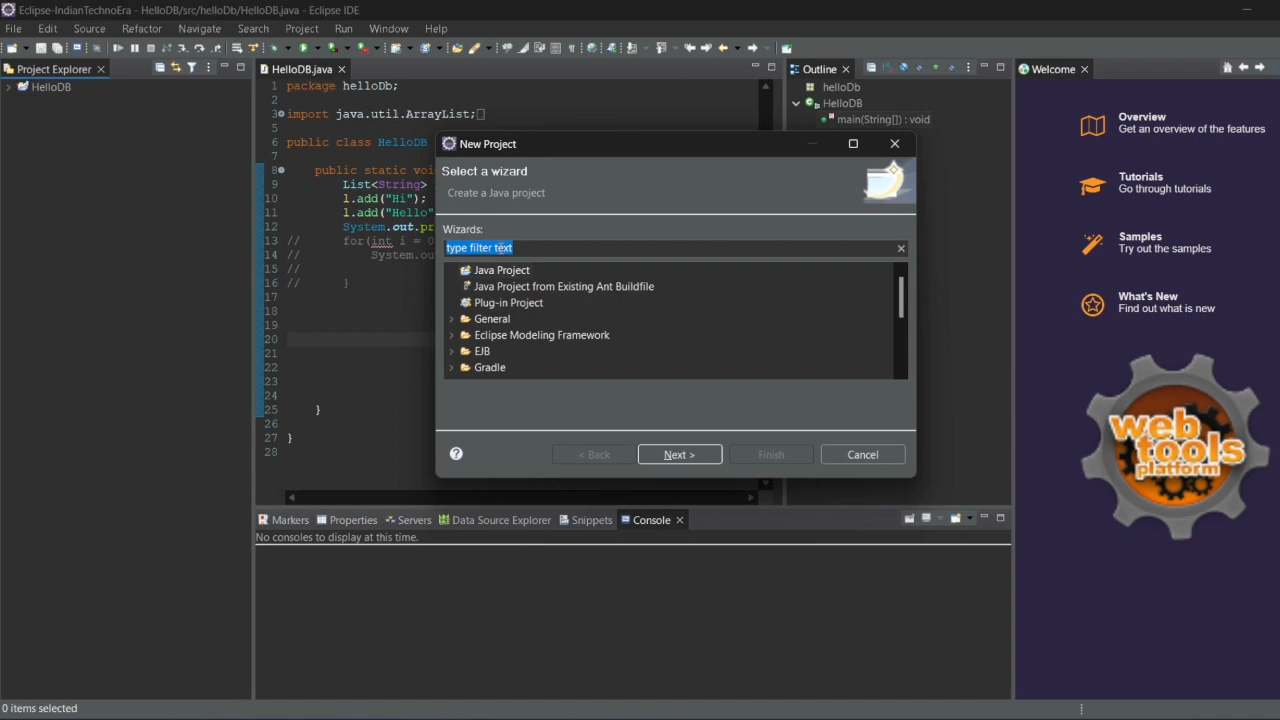 Eclipse-IndianTechnoEra - HelloDB/src/helloDb/HelloDB.java - Eclipse IDE
File Edit Source Refactor Navigate Search Project Run Window Help
Project Explorer
HelloDB
HelloDB.java
1 package helloDb;
2
3 import java.util.ArrayList;
5
6 public class HelloDB
7
8 public static voi
9 List<String>
10 l.add("Hi");
11 l.add("Hello"
12 System.out.pr
13 // for(int i = 0
14 // System.ou
15 //
16 // }
17
18
19
20
21
22
23
24
25 }
26
27 }
28
New Project
Select a wizard
Create a Java project
Wizards:
type filter text
Java Project
Java Project from Existing Ant Buildfile
Plug-in Project
General
Eclipse Modeling Framework
EJB
Gradle
< Back Next > Finish Cancel
Outline
helloDb
HelloDB
main(String[]) : void
Welcome
Overview
Get an overview of the features
Tutorials
Go through tutorials
Samples
Try out the samples
What's New
Find out what is new
web
tools
platform
Markers Properties Servers Data Source Explorer Snippets Console
No consoles to display at this time.
0 items selected